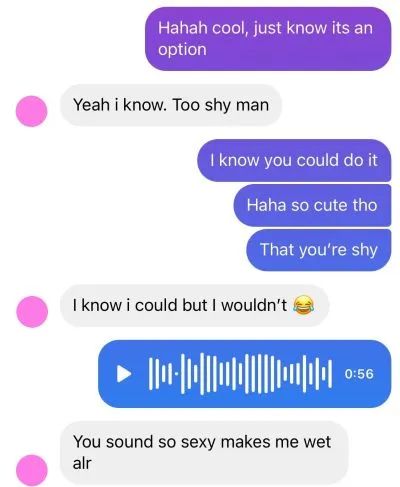 Hahah cool, just know its an
option
Yeah i know. Too shy man
I know you could do it
Haha so cute tho
That you're shy
I know i could but I wouldn't 😂
0:56
You sound so sexy makes me wet
alr